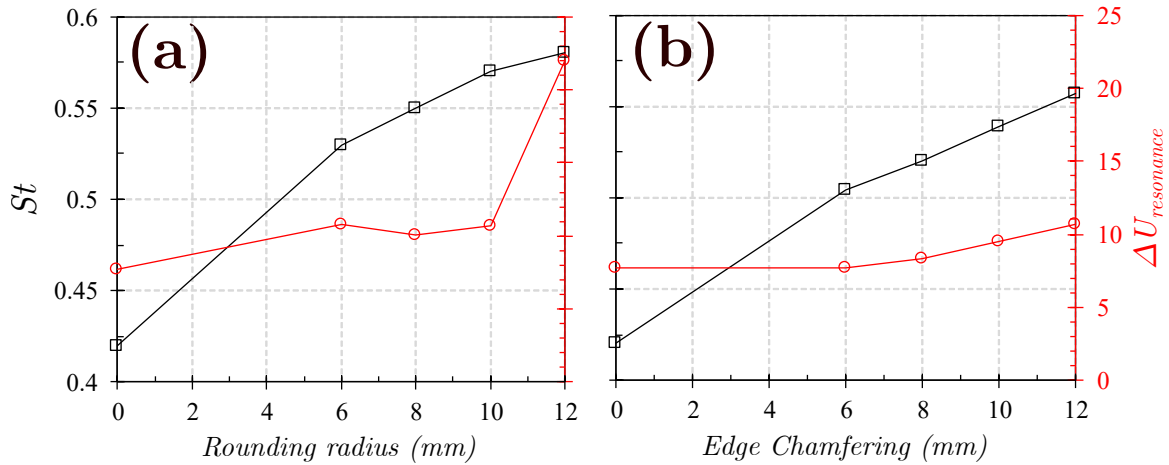 (a)
0.6
0.55
0.5
0.45
0.4
St
0 2 4 6 8 10 12
Rounding radius (mm)
(b)
25
20
15
10
5
0
ΔU_resonance
0 2 4 6 8 10 12
Edge Chamfering (mm)